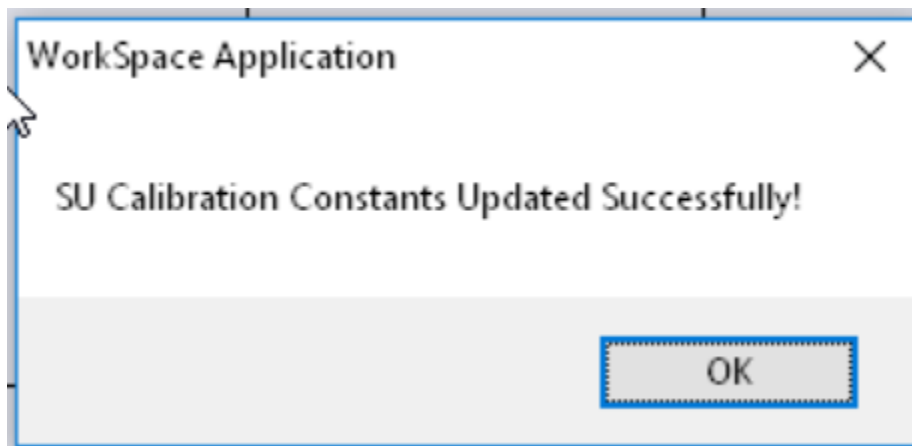 WorkSpace Application
SU Calibration Constants Updated Successfully!
OK